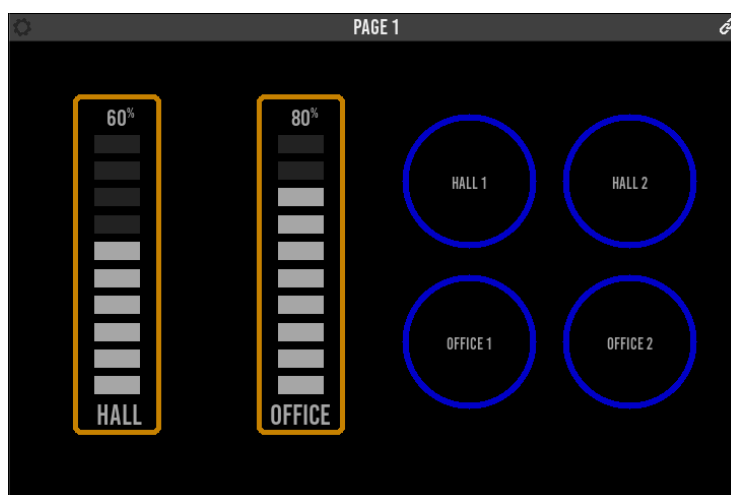 PAGE 1
60%
80%
HALL 1
HALL 2
OFFICE 1
OFFICE 2
HALL
OFFICE